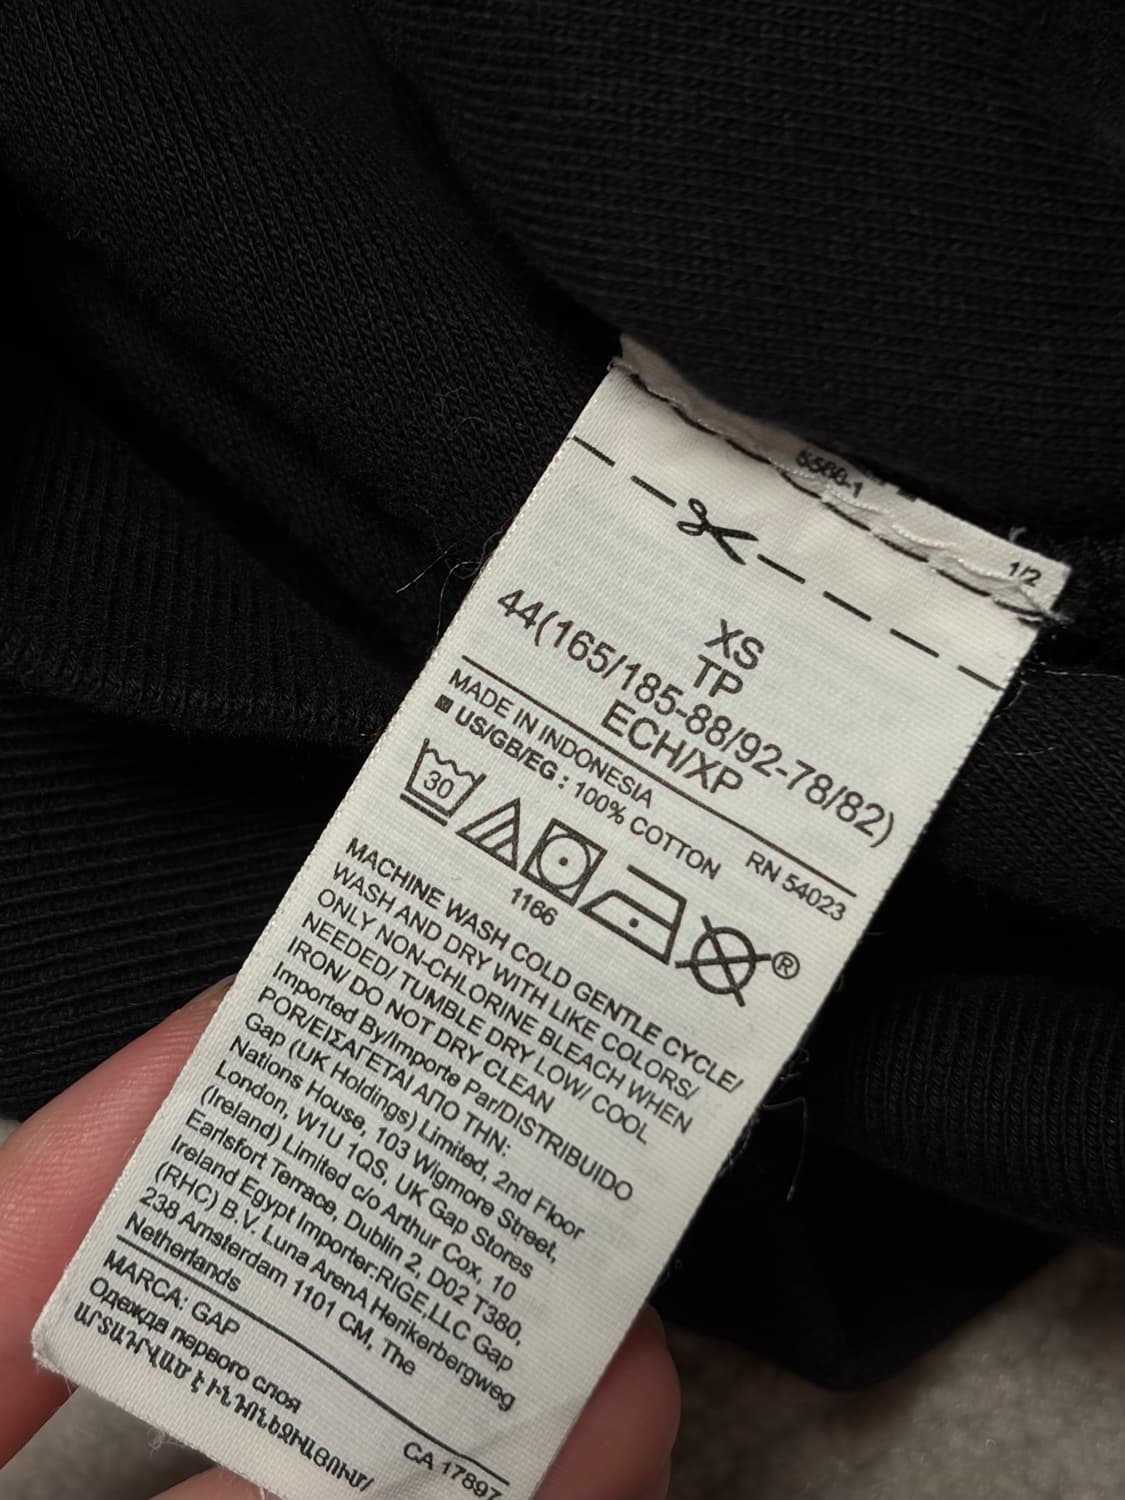 5586-1
1/2
XS
TP
44(165/185-88/92-78/82)
ECH/XP
MADE IN INDONESIA RN 54023
US/GB/EG : 100% COTTON
30
1166
®
MACHINE WASH COLD GENTLE CYCLE/
WASH AND DRY WITH LIKE COLORS/
ONLY NON-CHLORINE BLEACH WHEN
NEEDED/ TUMBLE DRY LOW/ COOL
IRON/ DO NOT DRY CLEAN
Imported By/Importe Par/DISTRIBUIDO
POR/ΕΙΣΑΓΕΤΑΙ ΑΠΟ ΤΗΝ:
Gap (UK Holdings) Limited, 2nd Floor
Nations House, 103 Wigmore Street,
London, W1U 1QS, UK Gap Stores
(Ireland) Limited c/o Arthur Cox, 10
Earlsfort Terrace, Dublin 2, D02 T380,
Ireland Egypt Importer:RIGE.LLC Gap
(RHC) B.V. Luna ArenA Herikerbergweg
238 Amsterdam 1101 CM, The
Netherlands
MARCA: GAP CA 17897
Одежда первого слоя
ԱՐՏԱԴՐՎԱԾ Է ԻՆԴՈՆԵԶԻԱՅՈՒՄ/